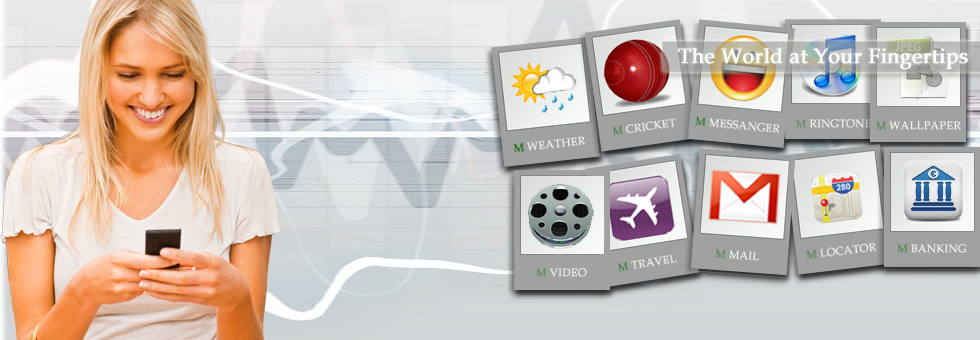 The World at Your Fingertips
JPEG
M WEATHER
M CRICKET
M MESSANGER
M RINGTONE
M WALLPAPER
280
M VIDEO
M TRAVEL
M MAIL
M LOCATOR
M BANKING